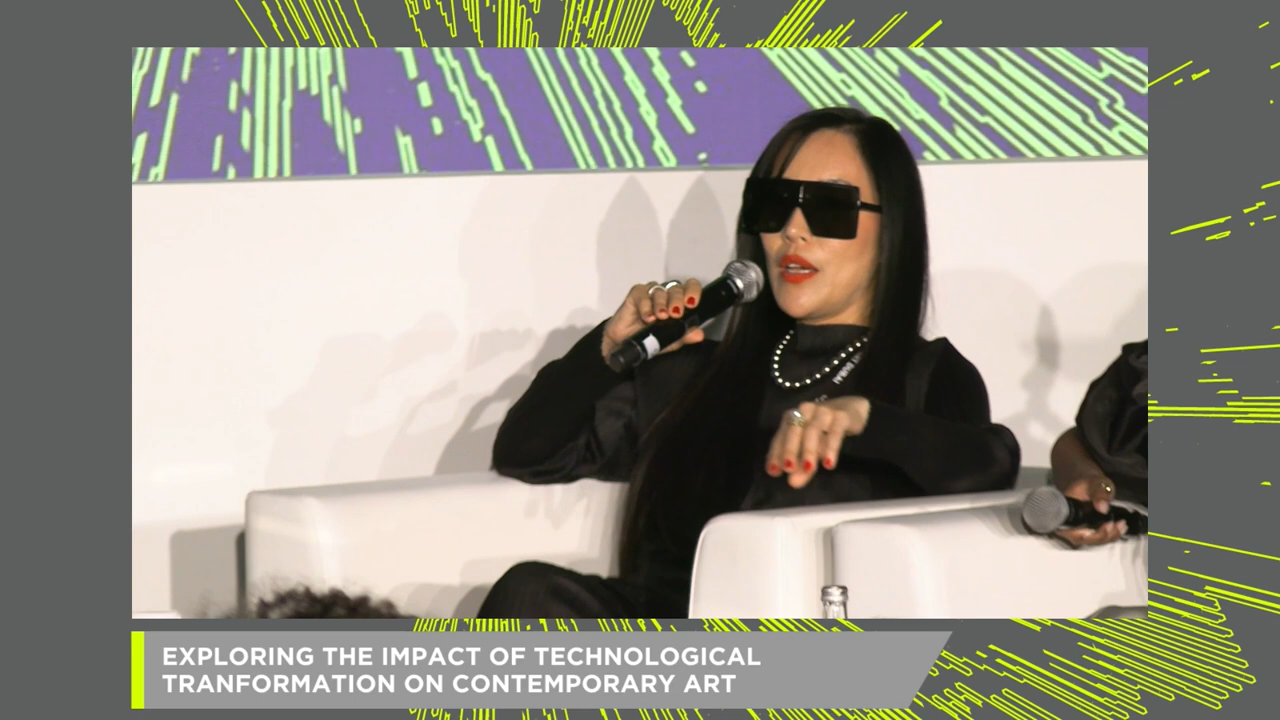 EXPLORING THE IMPACT OF TECHNOLOGICAL
TRANFORMATION ON CONTEMPORARY ART